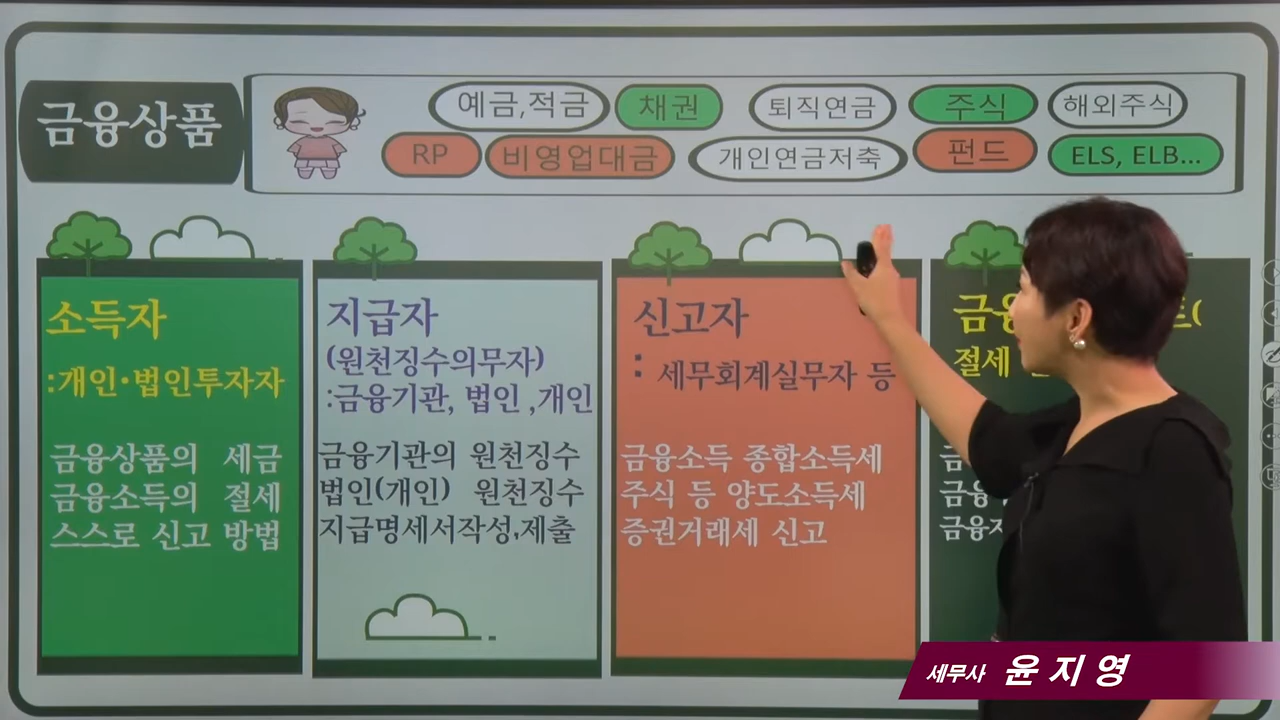 금융상품
예금,적금 채권 퇴직연금 주식 해외주식
RP 비영업대금 개인연금저축 펀드 ELS, ELB...
소득자
:개인·법인투자자
금융상품의 세금
금융소득의 절세
스스로 신고 방법
지급자
(원천징수의무자)
:금융기관, 법인 ,개인
금융기관의 원천징수
법인(개인) 원천징수
지급명세서작성,제출
신고자
: 세무회계실무자 등
금융소득 종합소득세
주식 등 양도소득세
증권거래세 신고
절세
세무사 윤지영